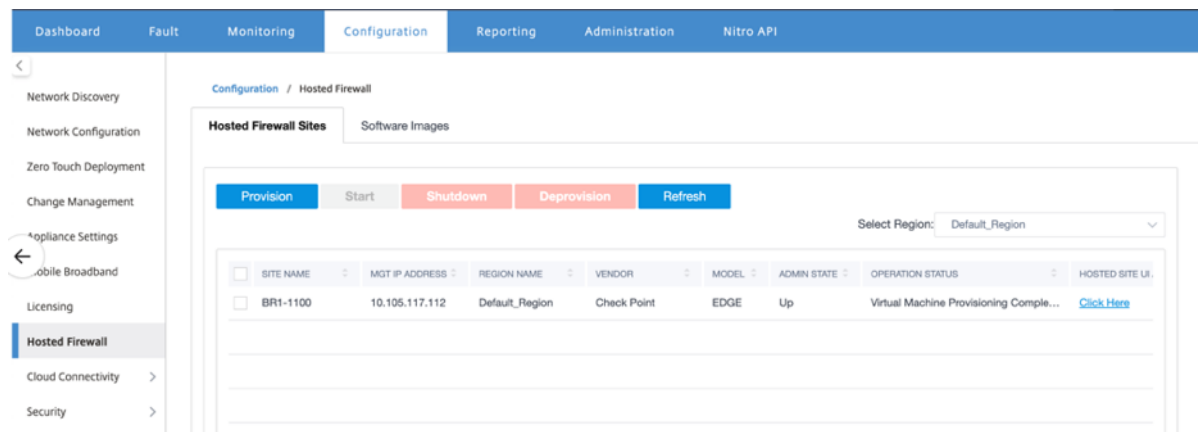 Dashboard Fault Monitoring Configuration Reporting Administration Nitro API
Network Discovery
Network Configuration
Zero Touch Deployment
Change Management
Appliance Settings
Mobile Broadband
Licensing
Hosted Firewall
Cloud Connectivity
Security
Configuration / Hosted Firewall
Hosted Firewall Sites Software Images
Provision Start Shutdown Deprovision Refresh
Select Region: Default_Region
SITE NAME MGT IP ADDRESS REGION NAME VENDOR MODEL ADMIN STATE OPERATION STATUS HOSTED SITE UI
BR1-1100 10.105.117.112 Default_Region Check Point EDGE Up Virtual Machine Provisioning Comple... Click Here